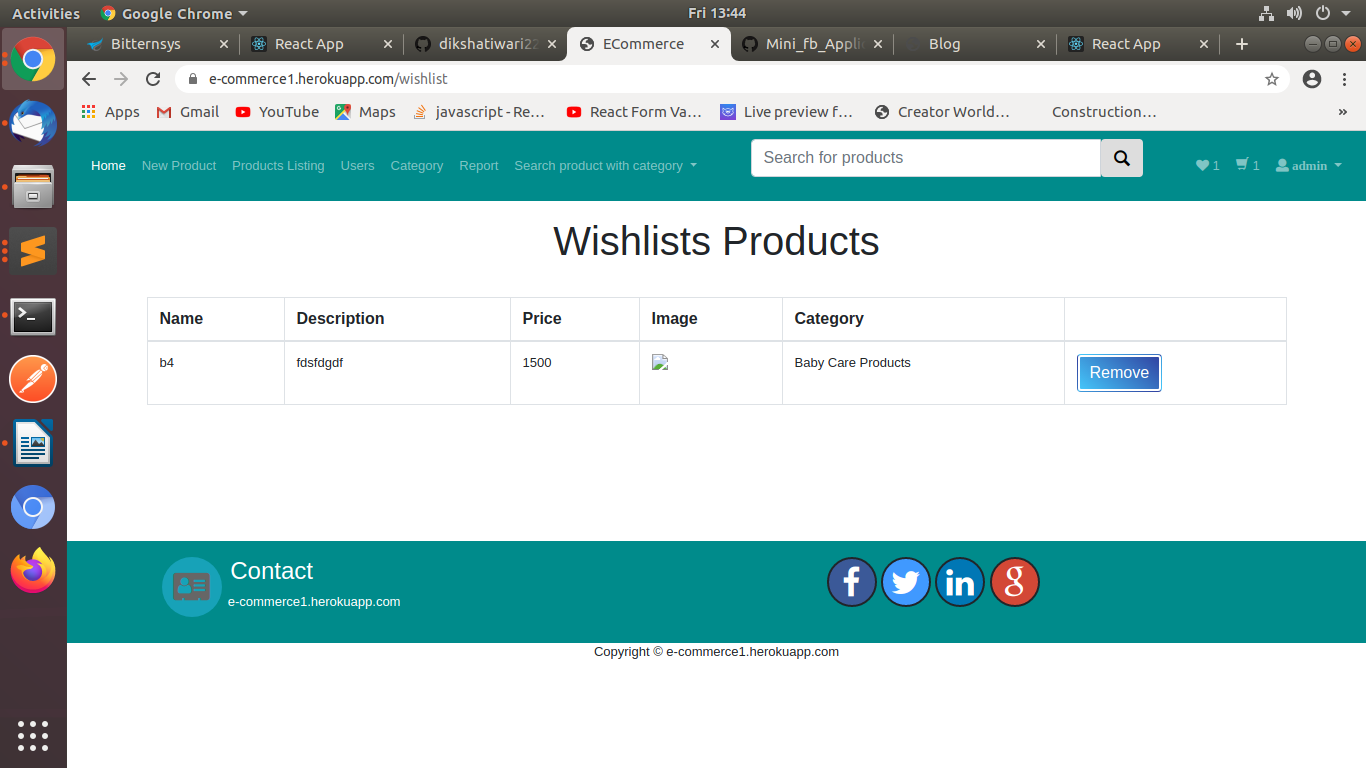 Activities Google Chrome Fri 13:44
Bitternsys React App dikshatiwari22 ECommerce Mini_fb_Appli Blog React App
e-commerce1.herokuapp.com/wishlist
Apps Gmail YouTube Maps javascript - Re… React Form Va… Live preview f… Creator World… Construction… »
Home New Product Products Listing Users Category Report Search product with category Search for products 1 1 admin
Wishlists Products
Name Description Price Image Category
b4 fdsfdgdf 1500 Baby Care Products Remove
Contact
e-commerce1.herokuapp.com
Copyright © e-commerce1.herokuapp.com